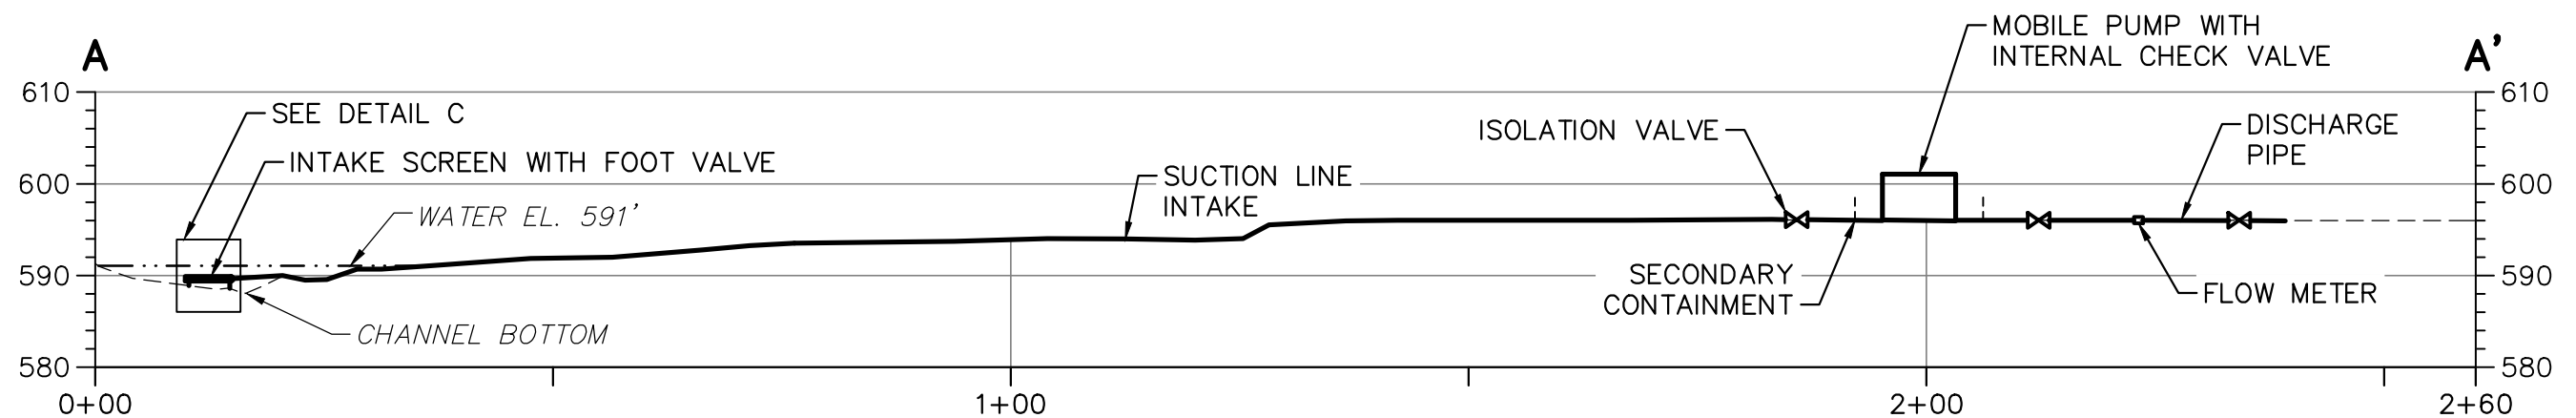 A
A'
MOBILE PUMP WITH
INTERNAL CHECK VALVE
610
610
SEE DETAIL C
ISOLATION VALVE
DISCHARGE
PIPE
INTAKE SCREEN WITH FOOT VALVE
600
SUCTION LINE
INTAKE
600
WATER EL. 591'
590
SECONDARY
CONTAINMENT
590
FLOW METER
CHANNEL BOTTOM
580
580
0+00
1+00
2+00
2+60